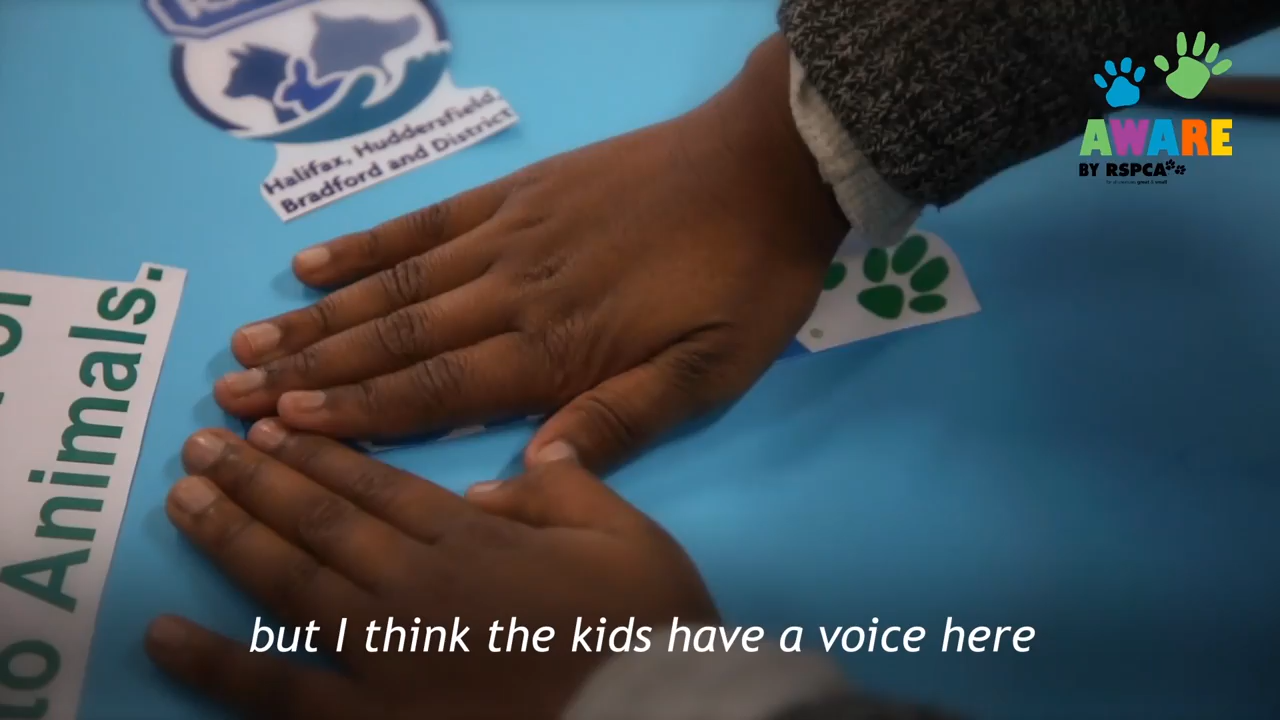 Halifax, Huddersfield,
Bradford and District
to Animals.
AWARE
BY RSPCA
but I think the kids have a voice here